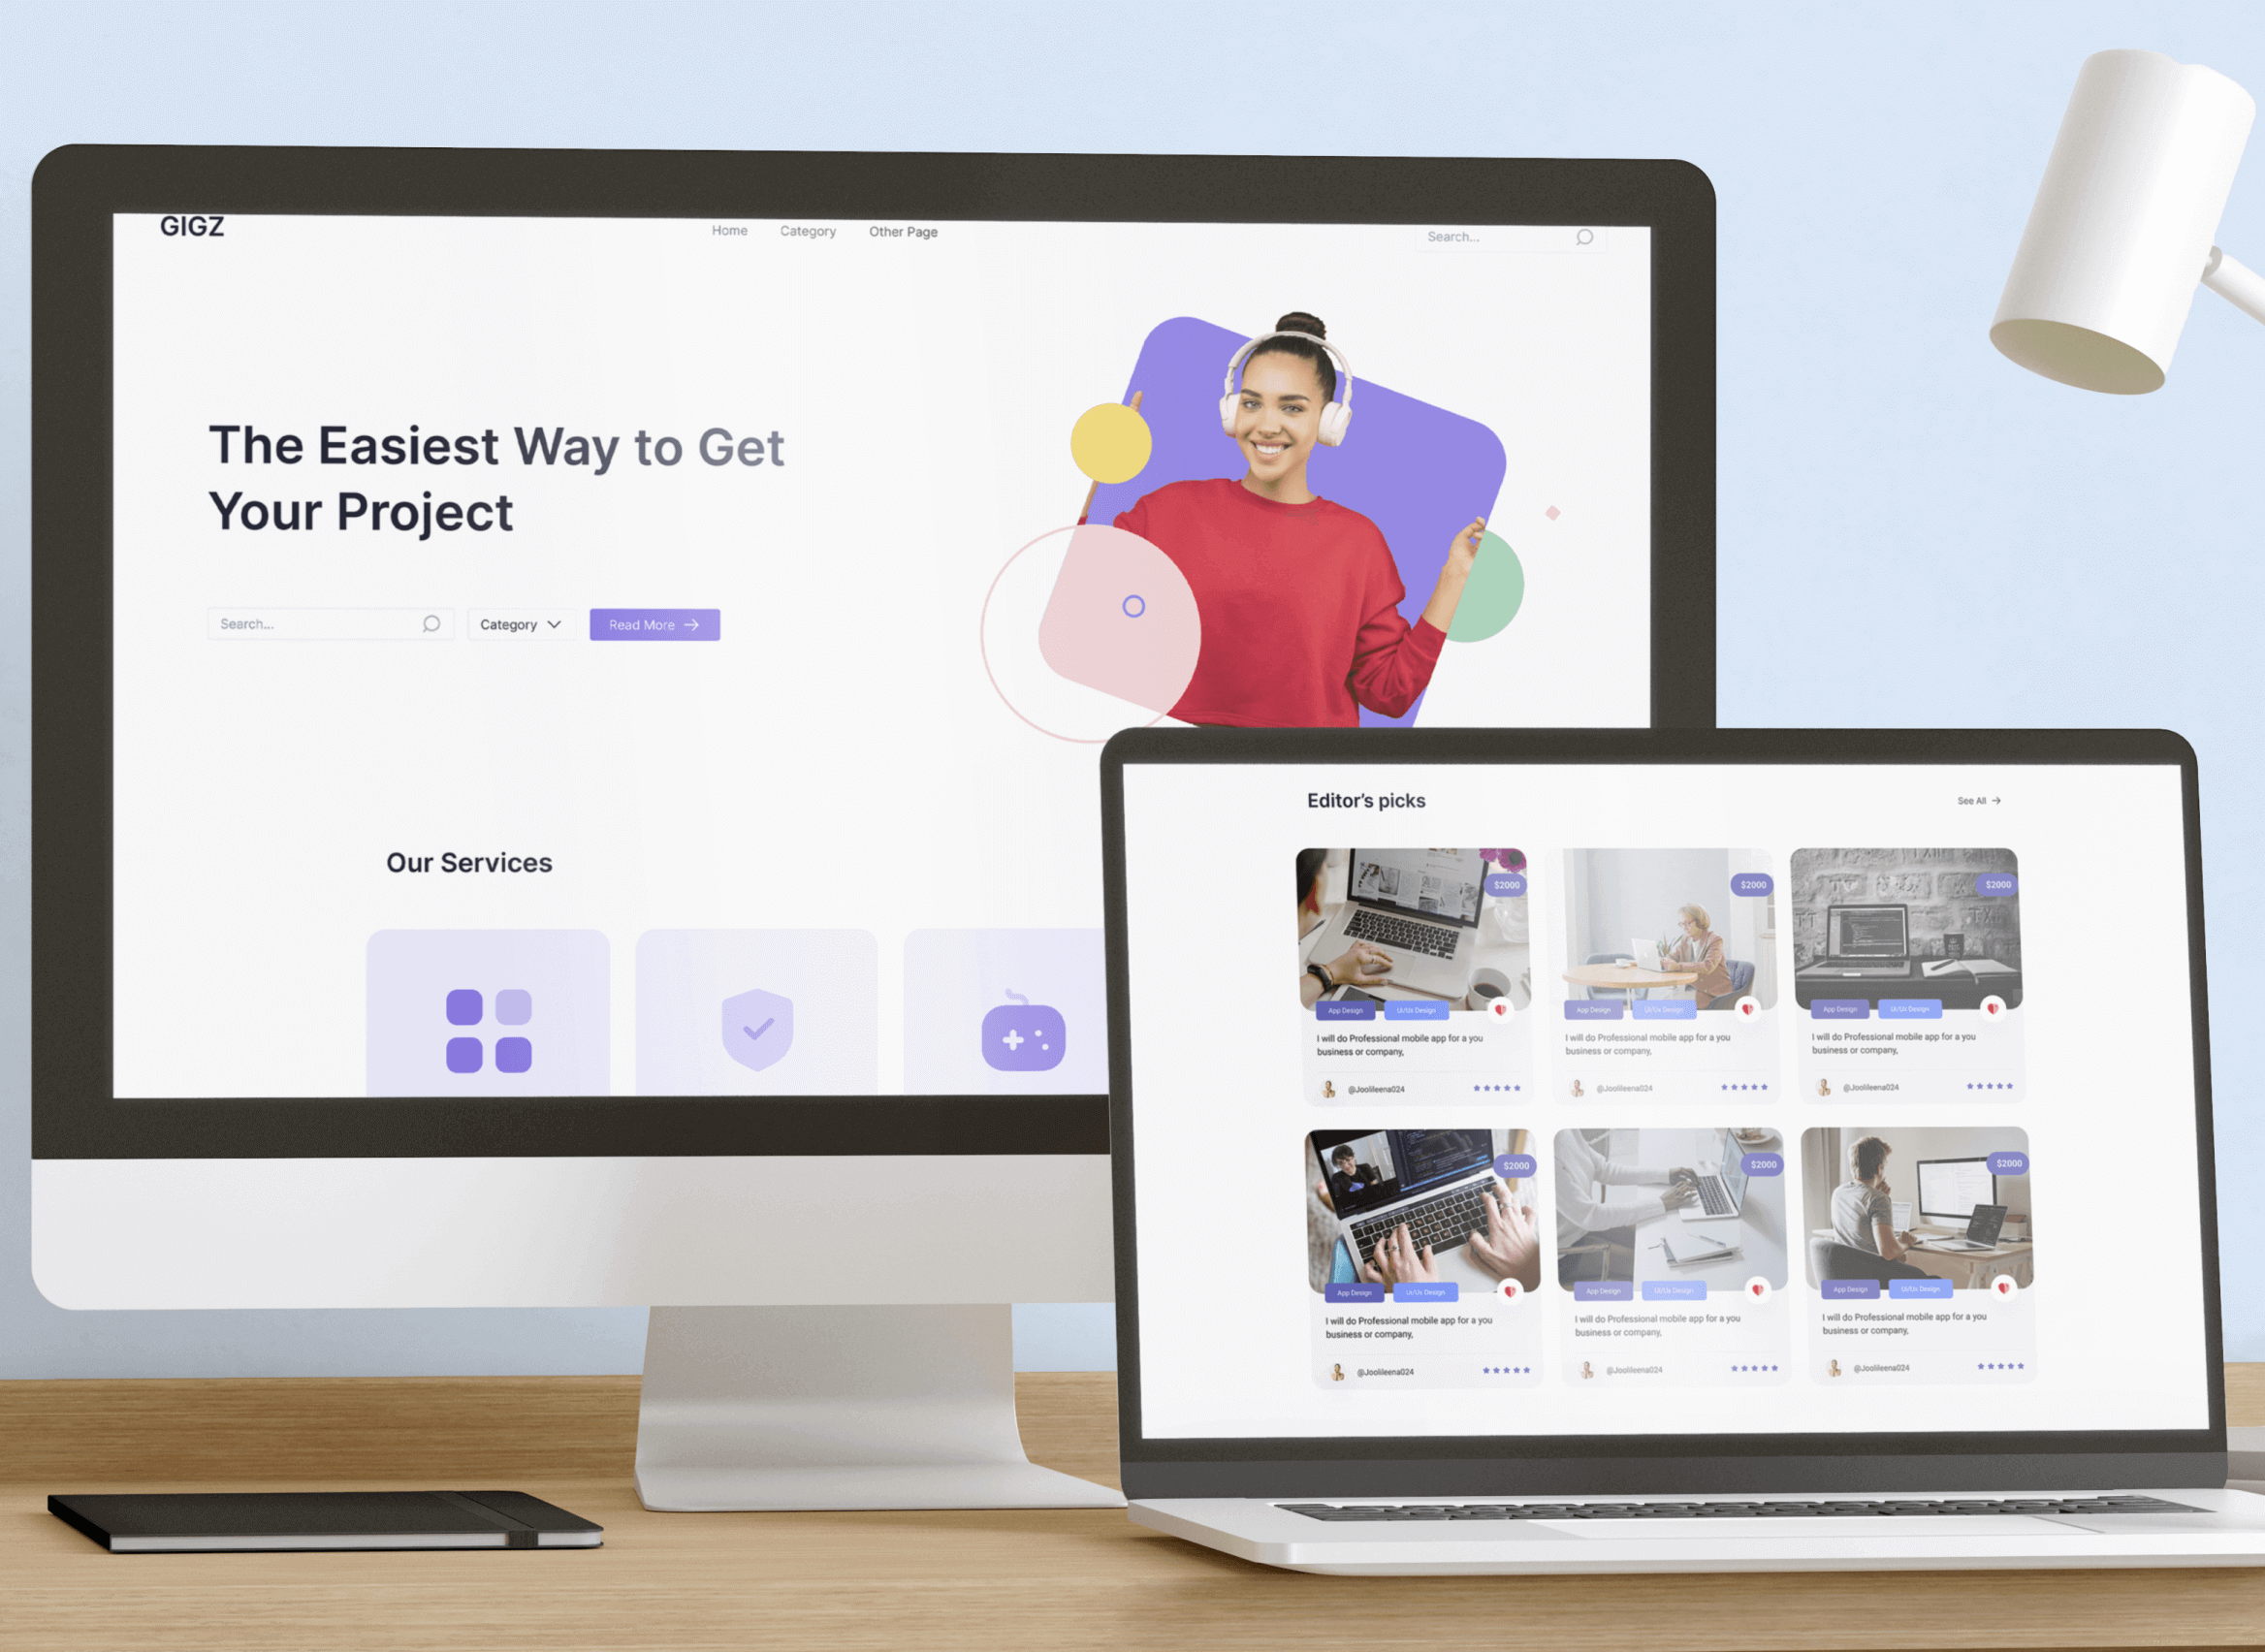 GIGZ
Home Category Other Page
Search...
The Easiest Way to Get
Your Project
Search...
Category
Read More
Our Services
Editor's picks
See All
$2000
$2000
$2000
App Design
Ui/Us Design
App Design
Ui/Us Design
App Design
Ui/Us Design
I will do Professional mobile app for a you
business or company,
I will do Professional mobile app for a you
business or company,
I will do Professional mobile app for a you
business or company,
@Joolileena024
@Joolileena024
@Joolileena024
$2000
$2000
$2000
App Design
Ui/Us Design
App Design
Ui/Us Design
App Design
Ui/Us Design
I will do Professional mobile app for a you
business or company,
I will do Professional mobile app for a you
business or company,
I will do Professional mobile app for a you
business or company,
@Joolileena024
@Joolileena024
@Joolileena024